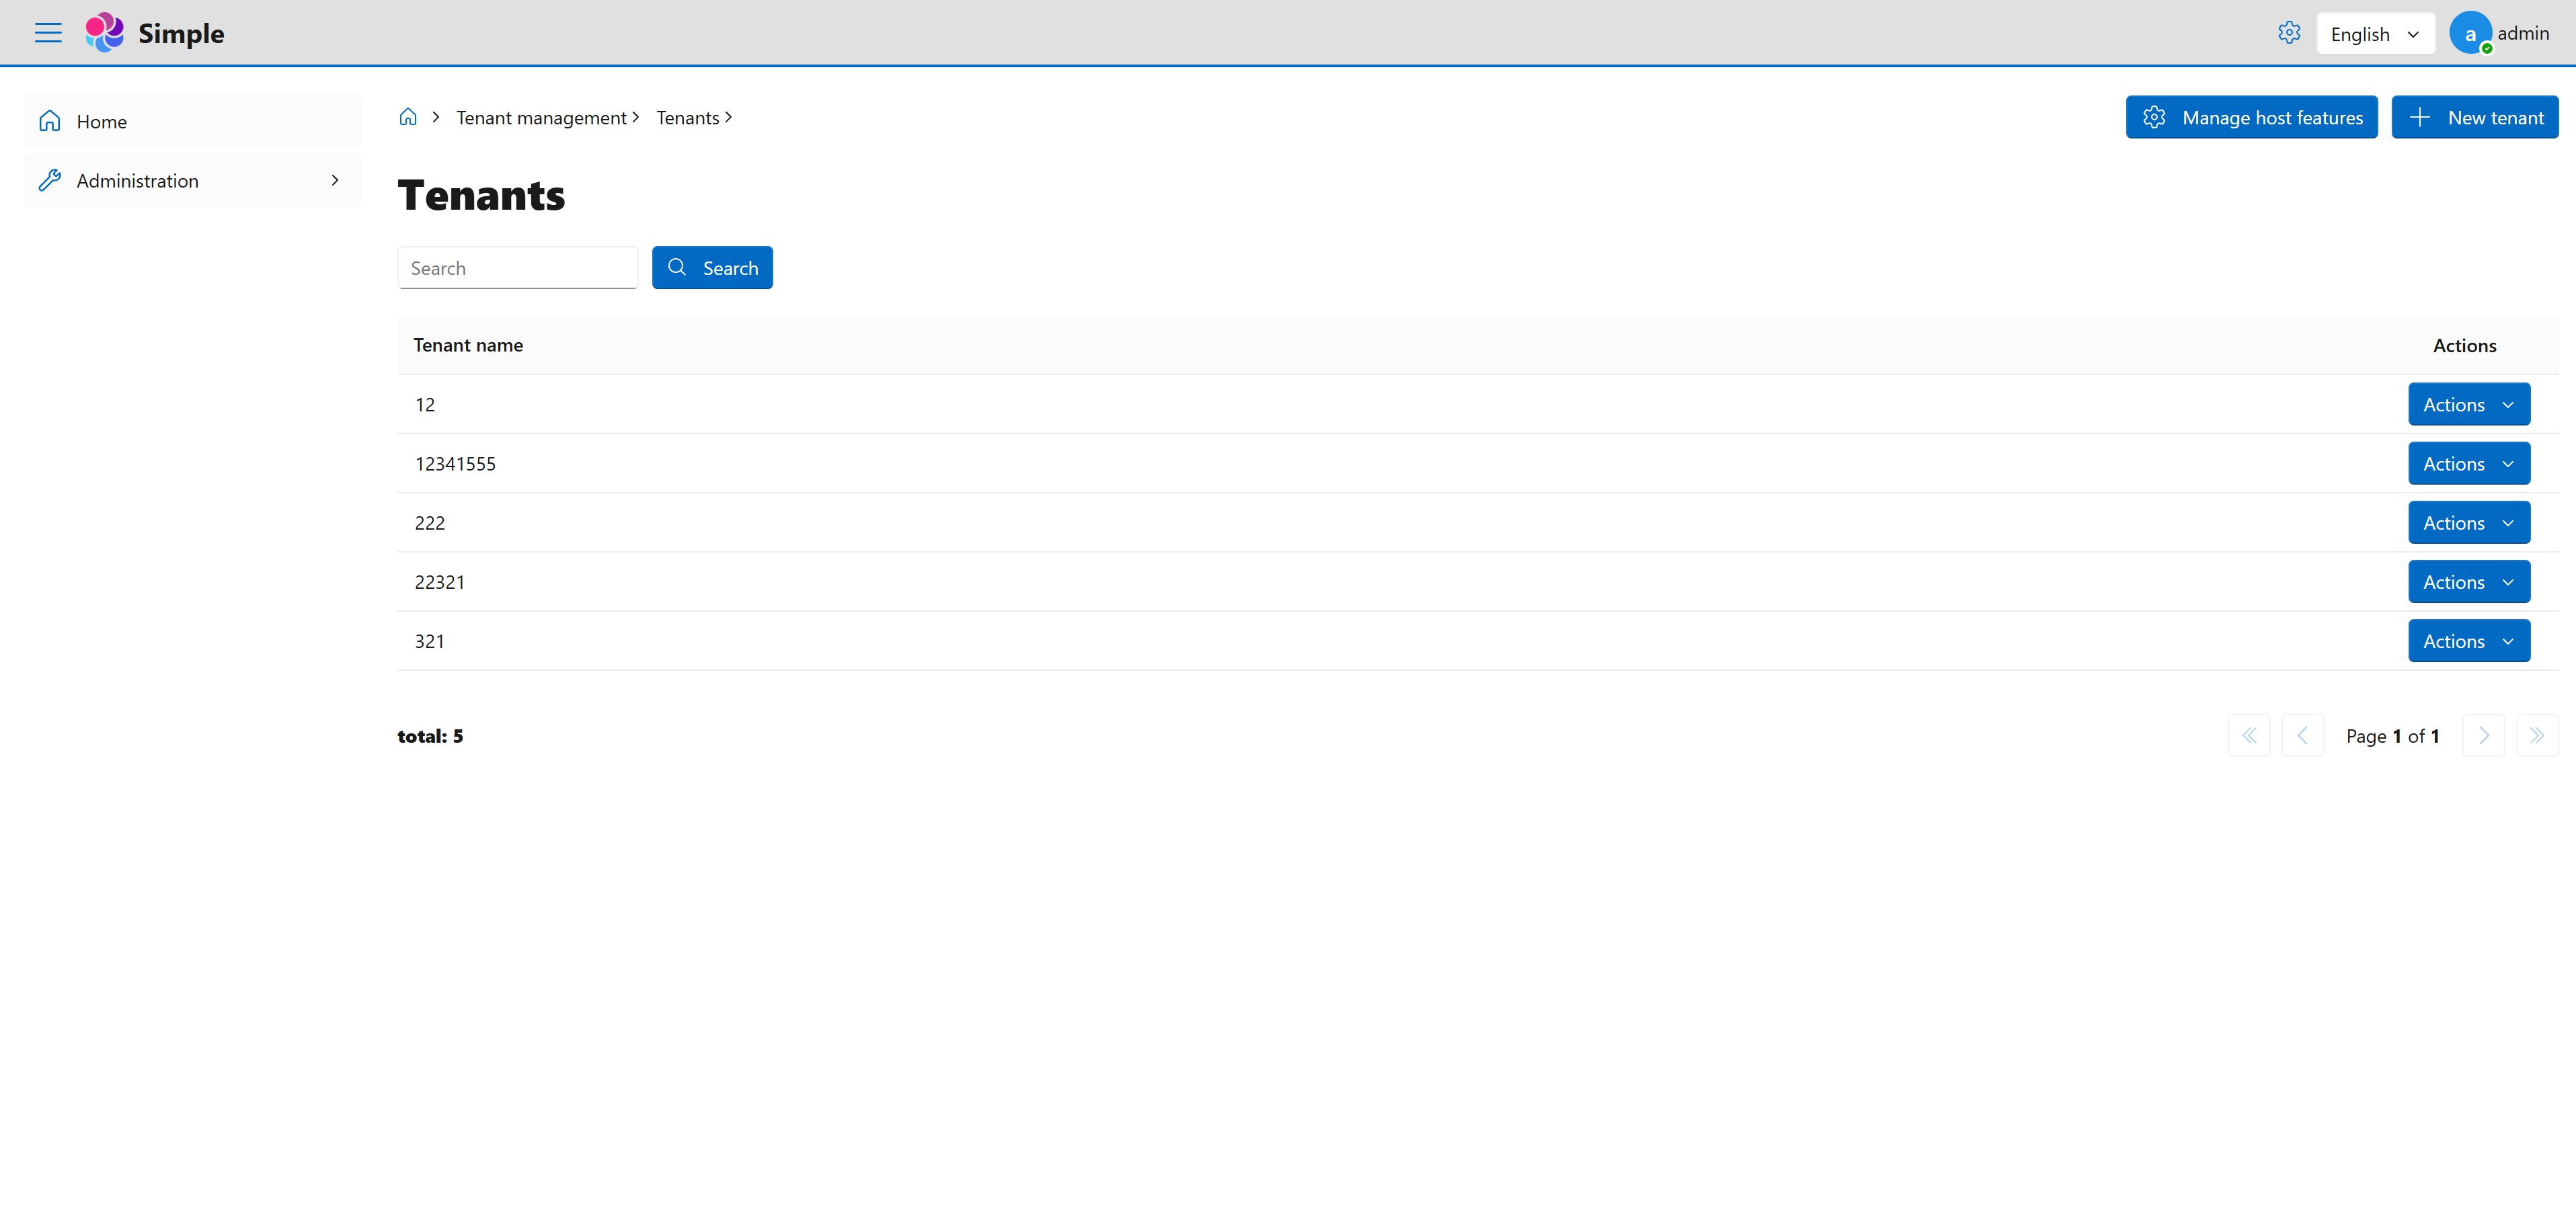 Simple
English
a
admin
Home
Administration
Tenant management
Tenants
Manage host features
New tenant
Tenants
Search
Search
Tenant name
Actions
12
Actions
12341555
Actions
222
Actions
22321
Actions
321
Actions
total: 5
Page 1 of 1